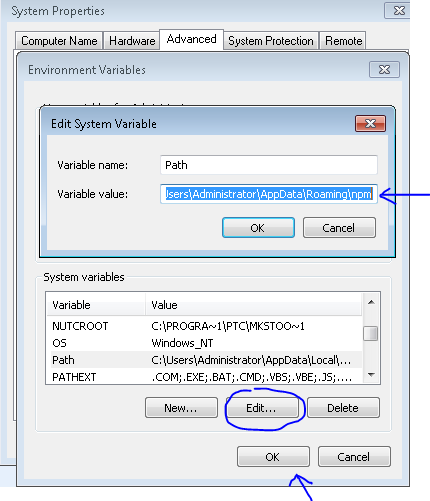 System Properties
Computer Name Hardware Advanced System Protection Remote
Environment Variables
Edit System Variable
Variable name: Path
Variable value: Users\Administrator\AppData\Roaming\npm
OK Cancel
System variables
Variable Value
NUTCROOT C:\PROGRA~1\PTC\MKSTOO~1
OS Windows_NT
Path C:\Users\Administrator\AppData\Local\...
PATHEXT .COM;.EXE;.BAT;.CMD;.VBS;.VBE;.JS;....
New... Edit... Delete
OK Cancel